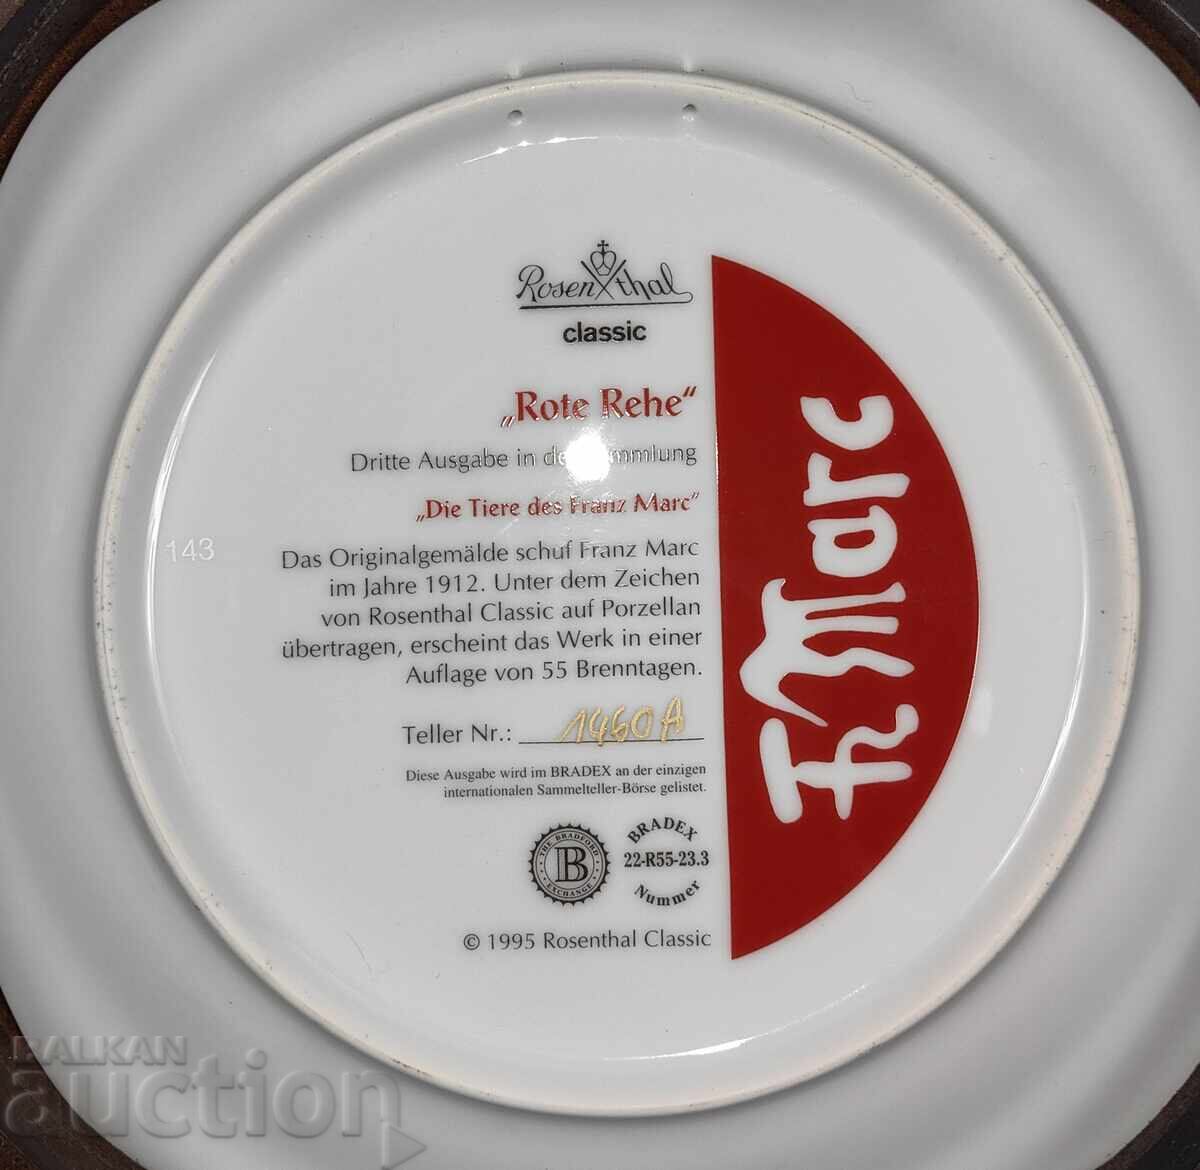 Rosenthal
classic
„Rote Rehe“
Dritte Ausgabe in
„Die Tiere des Franz Marc“
143
Das Originalgemälde schuf Franz Marc
im Jahre 1912. Unter dem Zeichen
von Rosenthal Classic auf Porzellan
übertragen, erscheint das Werk in einer
Auflage von 55 Brenntagen.
Teller Nr.: 1460A
Diese Ausgabe wird im BRADEX an der einzigen
internationalen Sammelteller-Börse gelistet.
THE BRADFORD
B
EXCHANGE
BRADEX
22-R55-23.3
Nummer
© 1995 Rosenthal Classic
Fz. Marc
BALKAN
auction